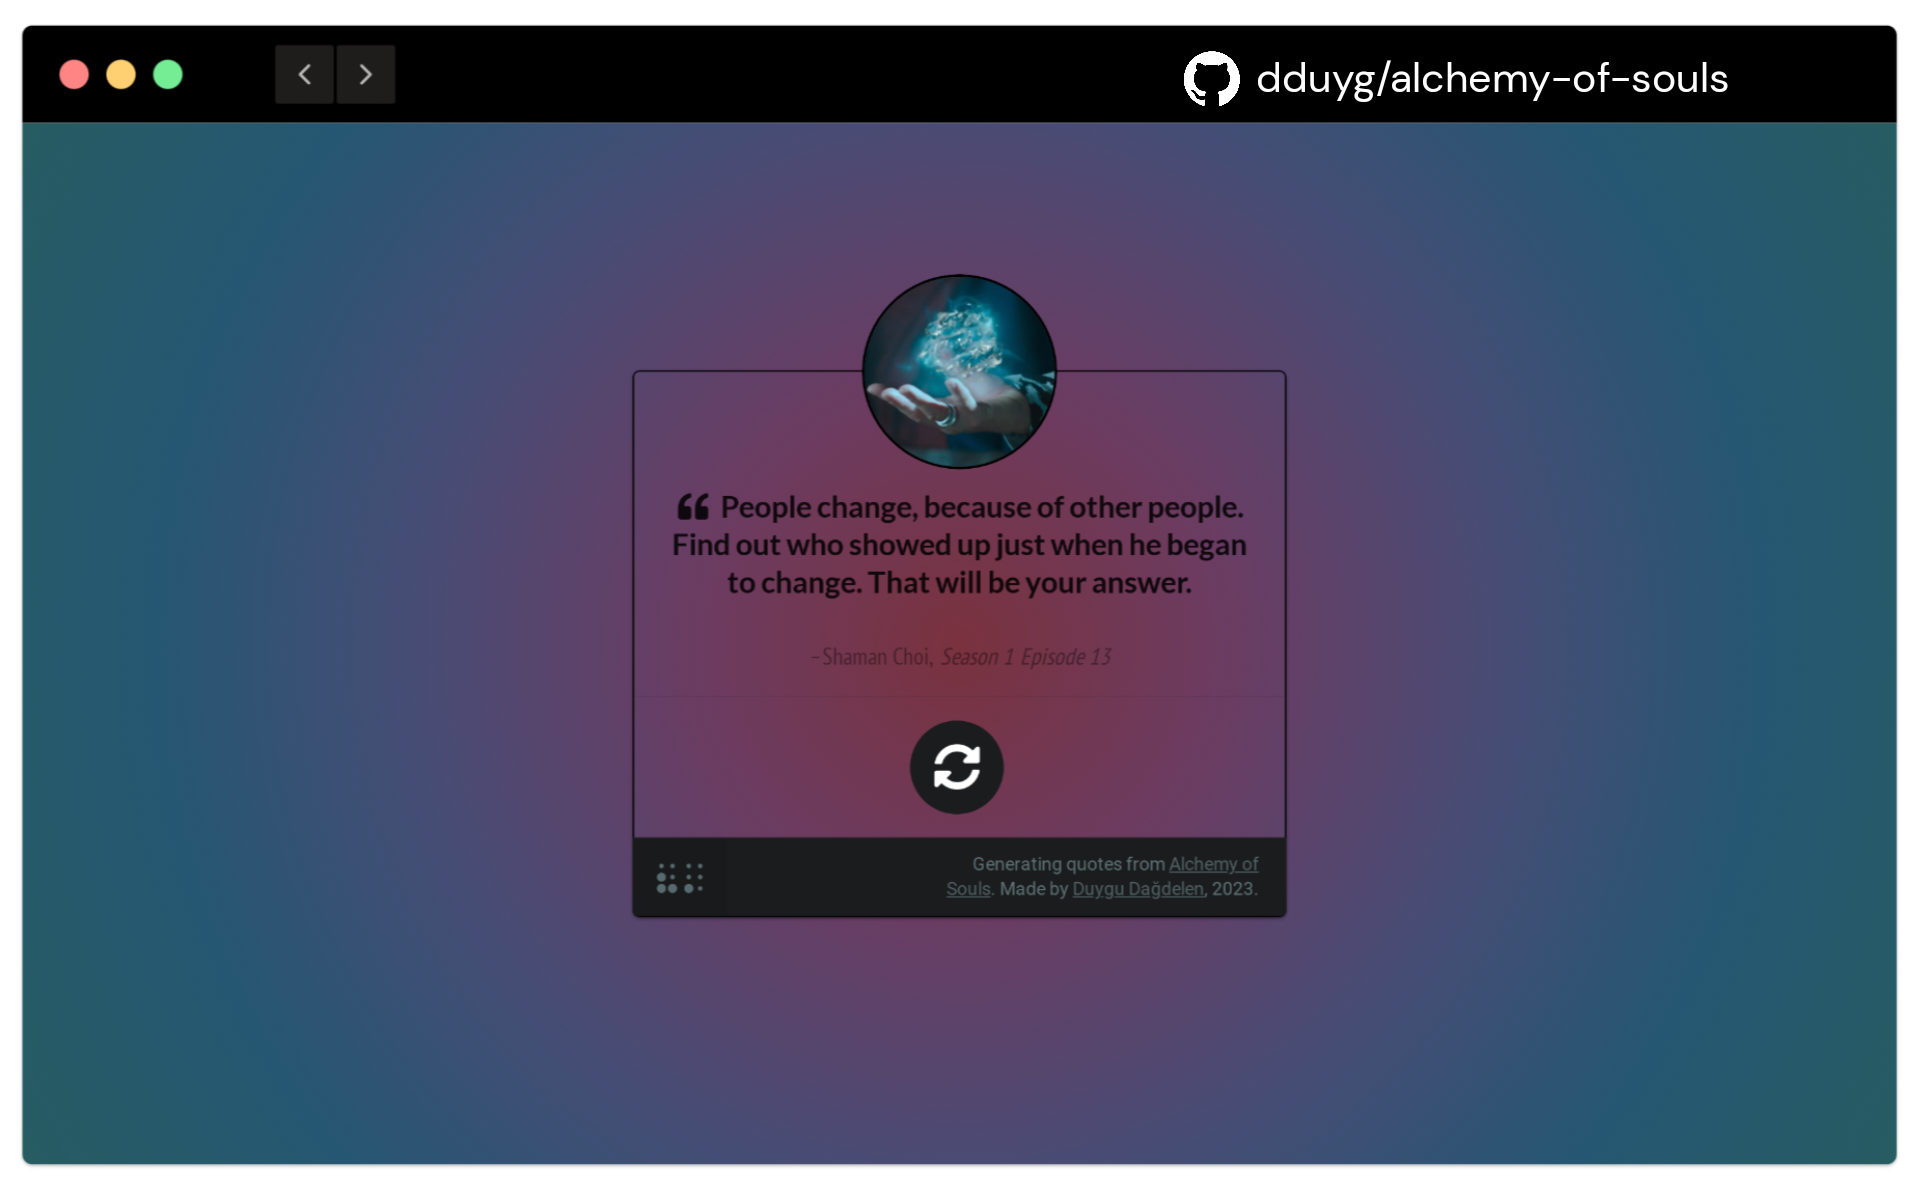 dduyg/alchemy-of-souls
“ People change, because of other people.
Find out who showed up just when he began
to change. That will be your answer.
–Shaman Choi, Season 1 Episode 13
Generating quotes from Alchemy of
Souls. Made by Duygu Dağdelen, 2023.